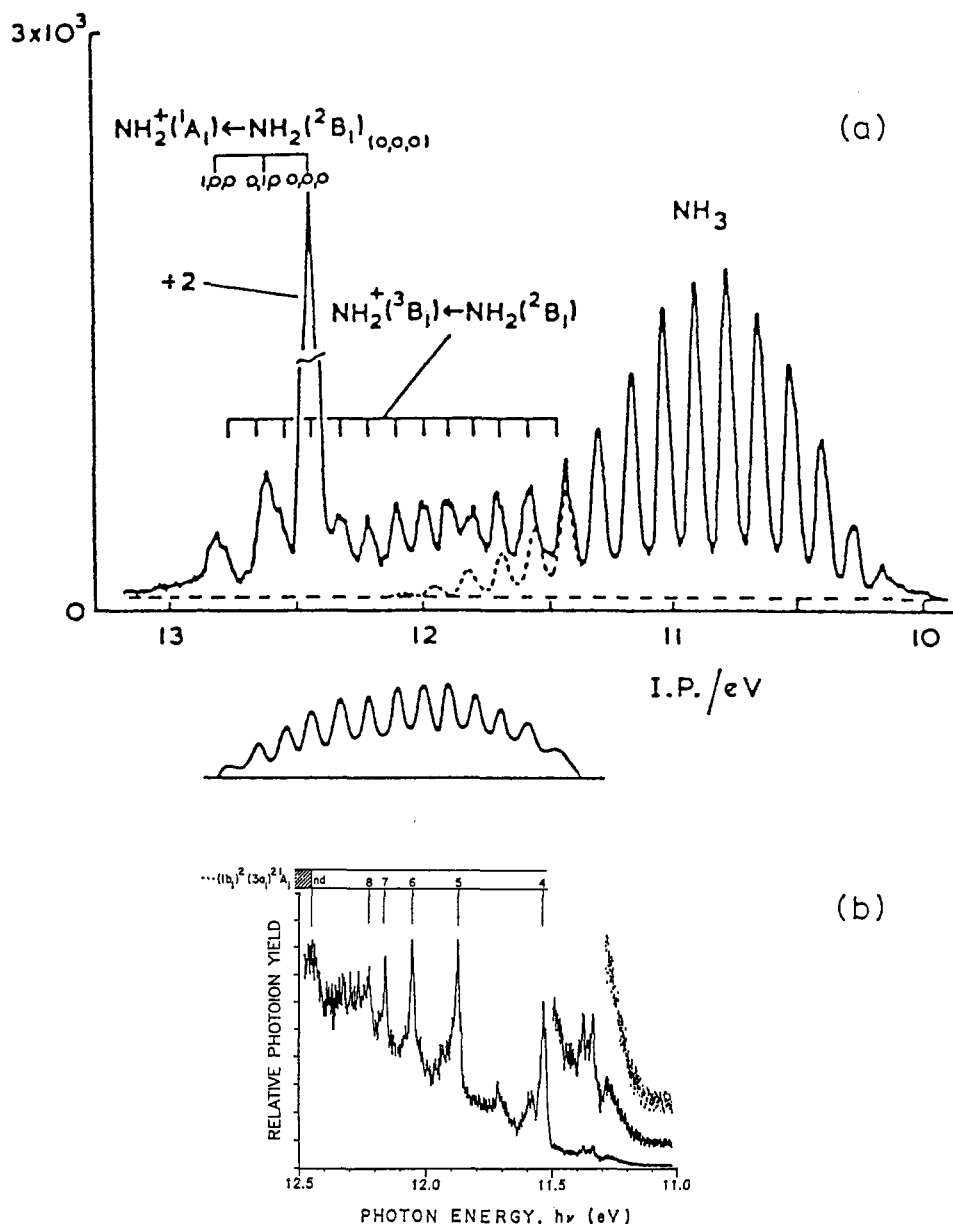 3x10³
(a)
NH₂⁺(¹A₁)←NH₂(²B₁)(0,0,0)
1,0,0 0,1,0 0,0,0
NH₃
÷2
NH₂⁺(³B₁)←NH₂(²B₁)
0
13 12 11 10
I.P./eV
(b)
···(1b₁)²(3a₁)² ¹A₁ nd 8 7 6 5 4
RELATIVE PHOTOION YIELD
12.5 12.0 11.5 11.0
PHOTON ENERGY, hν (eV)